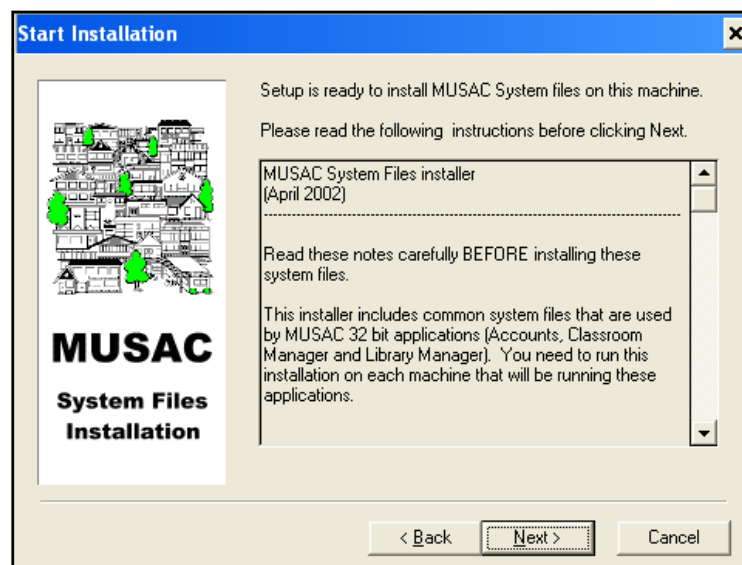 Start Installation
MUSAC
System Files
Installation
Setup is ready to install MUSAC System files on this machine.
Please read the following instructions before clicking Next.
MUSAC System Files installer
(April 2002)
Read these notes carefully BEFORE installing these
system files.
This installer includes common system files that are used
by MUSAC 32 bit applications (Accounts, Classroom
Manager and Library Manager). You need to run this
installation on each machine that will be running these
applications.
< Back
Next >
Cancel